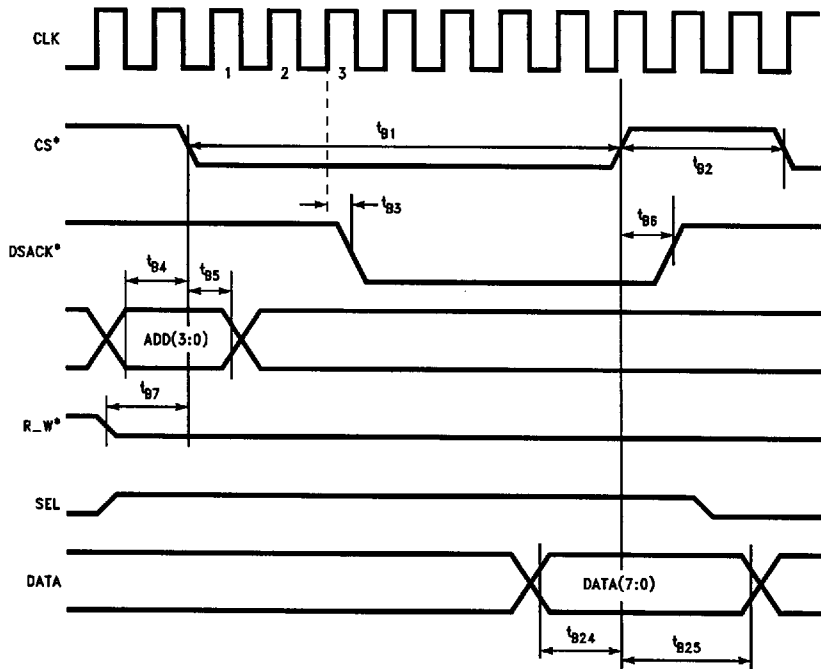 CLK
1 2 3
CS*
tB1
tB2
tB3
DSACK*
tB6
tB4
tB5
ADD(3:0)
tB7
R_W*
SEL
DATA
DATA(7:0)
tB24
tB25